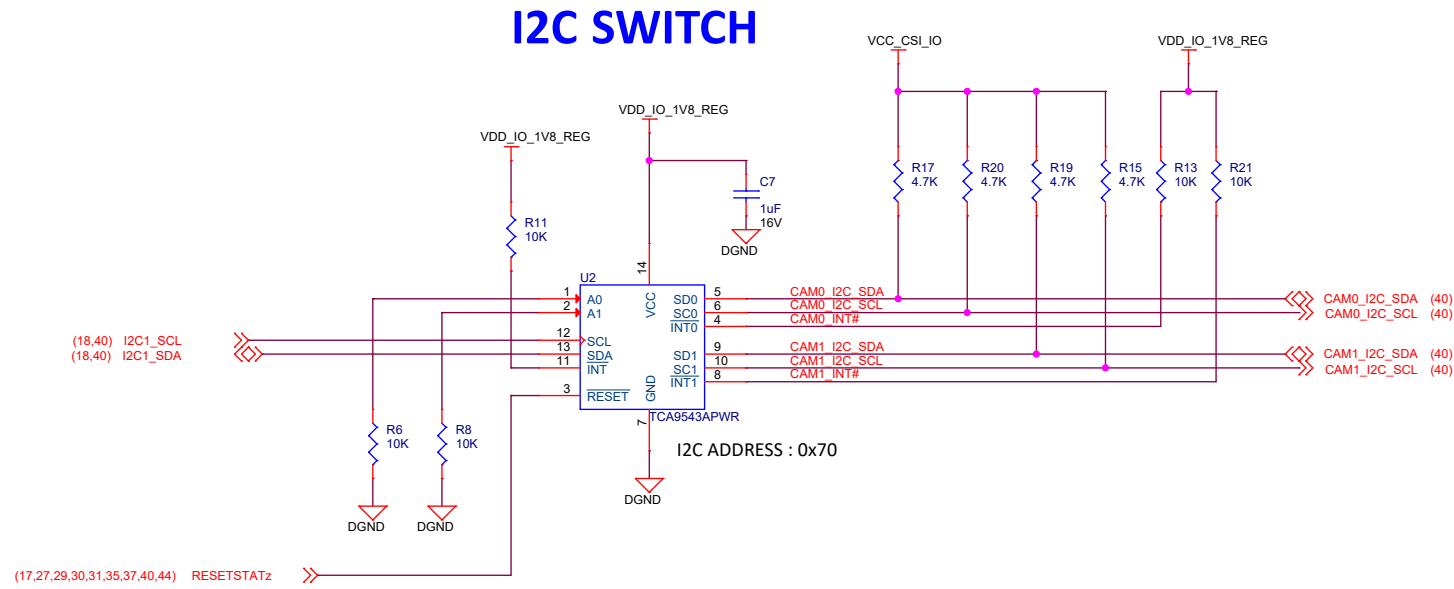 I2C SWITCH
VCC_CSI_IO
VDD_IO_1V8_REG
VDD_IO_1V8_REG
VDD_IO_1V8_REG
R17
4.7K
R20
4.7K
R19
4.7K
R15
4.7K
R13
10K
R21
10K
C7
1uF
16V
DGND
R11
10K
U2
14
VCC
1
A0
2
A1
12
SCL
13
SDA
11
INT
3
RESET
GND
7
SD0
5
CAM0_I2C_SDA
SC0
6
CAM0_I2C_SCL
INT0
4
CAM0_INT#
SD1
9
CAM1_I2C_SDA
SC1
10
CAM1_I2C_SCL
INT1
8
CAM1_INT#
CAM0_I2C_SDA (40)
CAM0_I2C_SCL (40)
CAM1_I2C_SDA (40)
CAM1_I2C_SCL (40)
(18,40) I2C1_SCL
(18,40) I2C1_SDA
TCA9543APWR
I2C ADDRESS : 0x70
R6
10K
R8
10K
DGND
DGND
DGND
(17,27,29,30,31,35,37,40,44) RESETSTATz